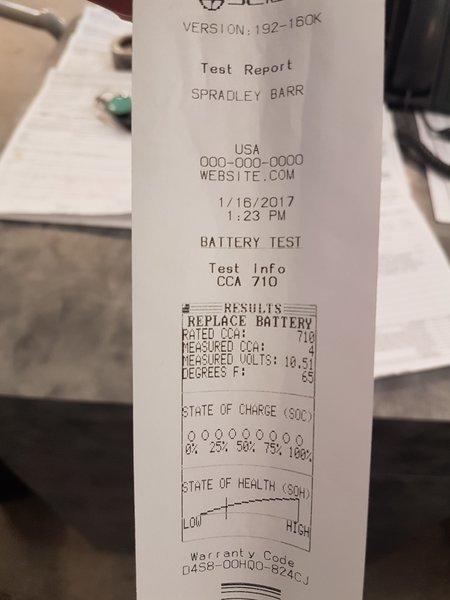 VERSION:192-160K
Test Report
SPRADLEY BARR
USA
000-000-0000
WEBSITE.COM
1/16/2017
1:23 PM
BATTERY TEST
Test Info
CCA 710
RESULTS
REPLACE BATTERY
RATED CCA: 710
MEASURED CCA: 4
MEASURED VOLTS: 10.51
DEGREES F: 65
STATE OF CHARGE (SOC)
0% 25% 50% 75% 100%
STATE OF HEALTH (SOH)
LOW HIGH
Warranty Code
D4S8-00HQ0-824CJ